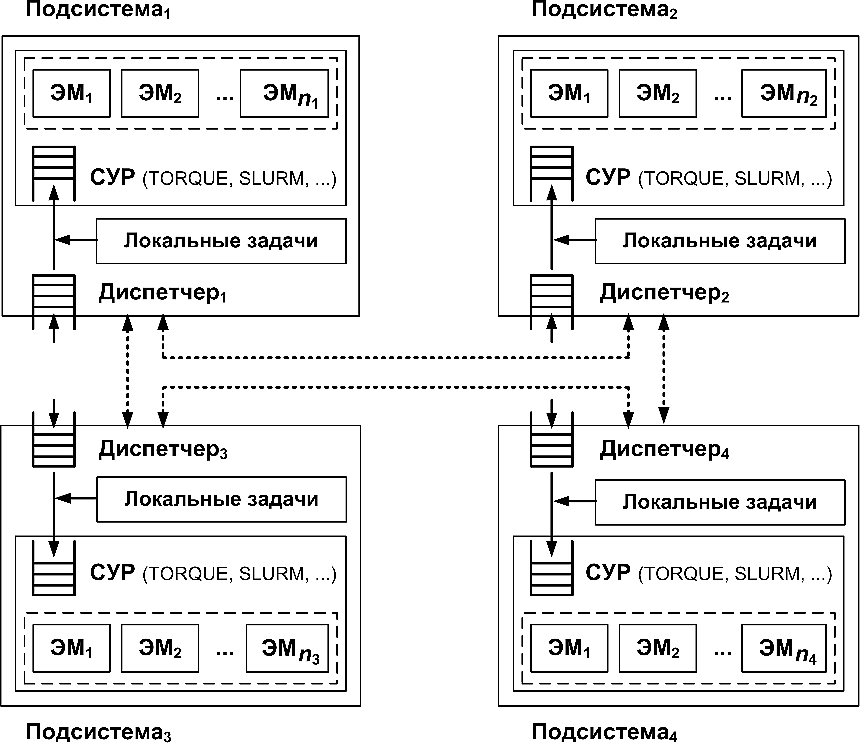 Подсистема₁ Подсистема₂
ЭМ₁ ЭМ₂ ... ЭМn₁ ЭМ₁ ЭМ₂ ... ЭМn₂
СУР (TORQUE, SLURM, ...) СУР (TORQUE, SLURM, ...)
Локальные задачи Локальные задачи
Диспетчер₁ Диспетчер₂
Диспетчер₃ Диспетчер₄
Локальные задачи Локальные задачи
СУР (TORQUE, SLURM, ...) СУР (TORQUE, SLURM, ...)
ЭМ₁ ЭМ₂ ... ЭМn₃ ЭМ₁ ЭМ₂ ... ЭМn₄
Подсистема₃ Подсистема₄